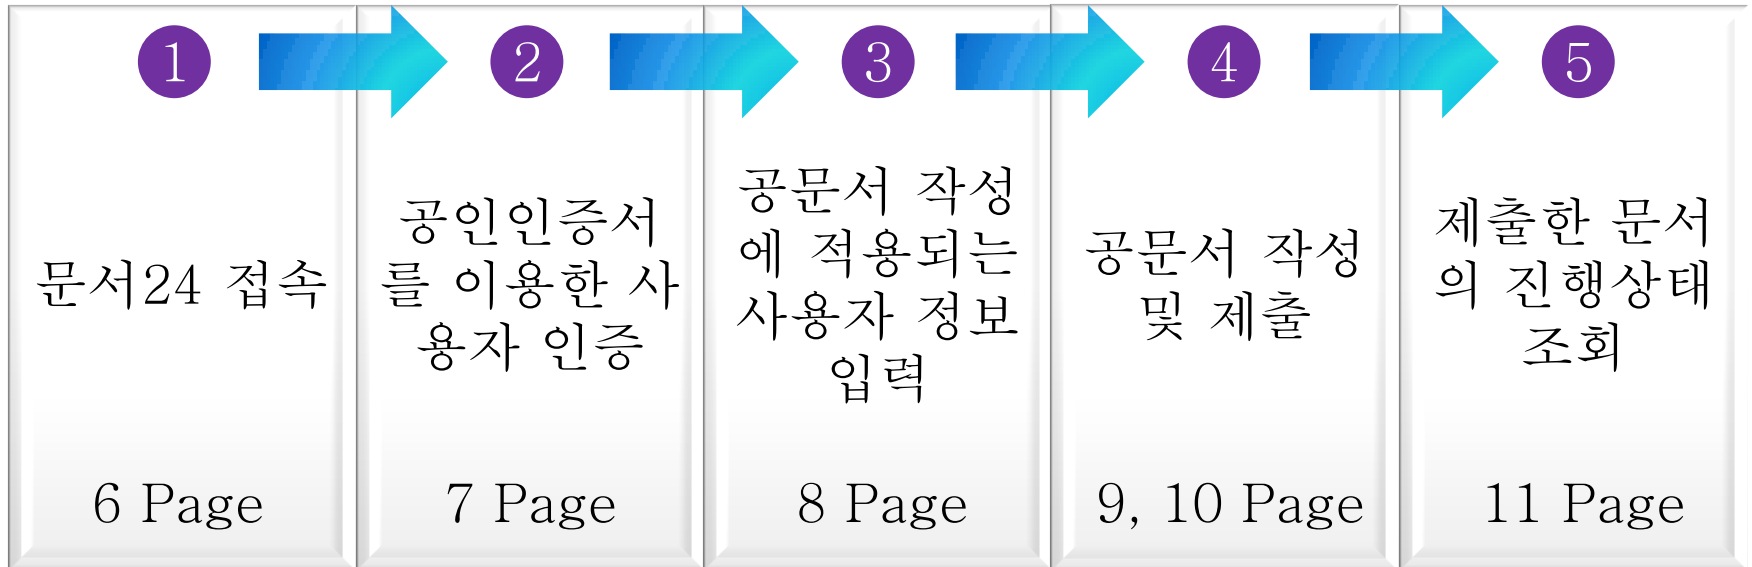 1
2
3
4
5
문서24 접속
6 Page
공인인증서
를 이용한 사
용자 인증
7 Page
공문서 작성
에 적용되는
사용자 정보
입력
8 Page
공문서 작성
및 제출
9, 10 Page
제출한 문서
의 진행상태
조회
11 Page